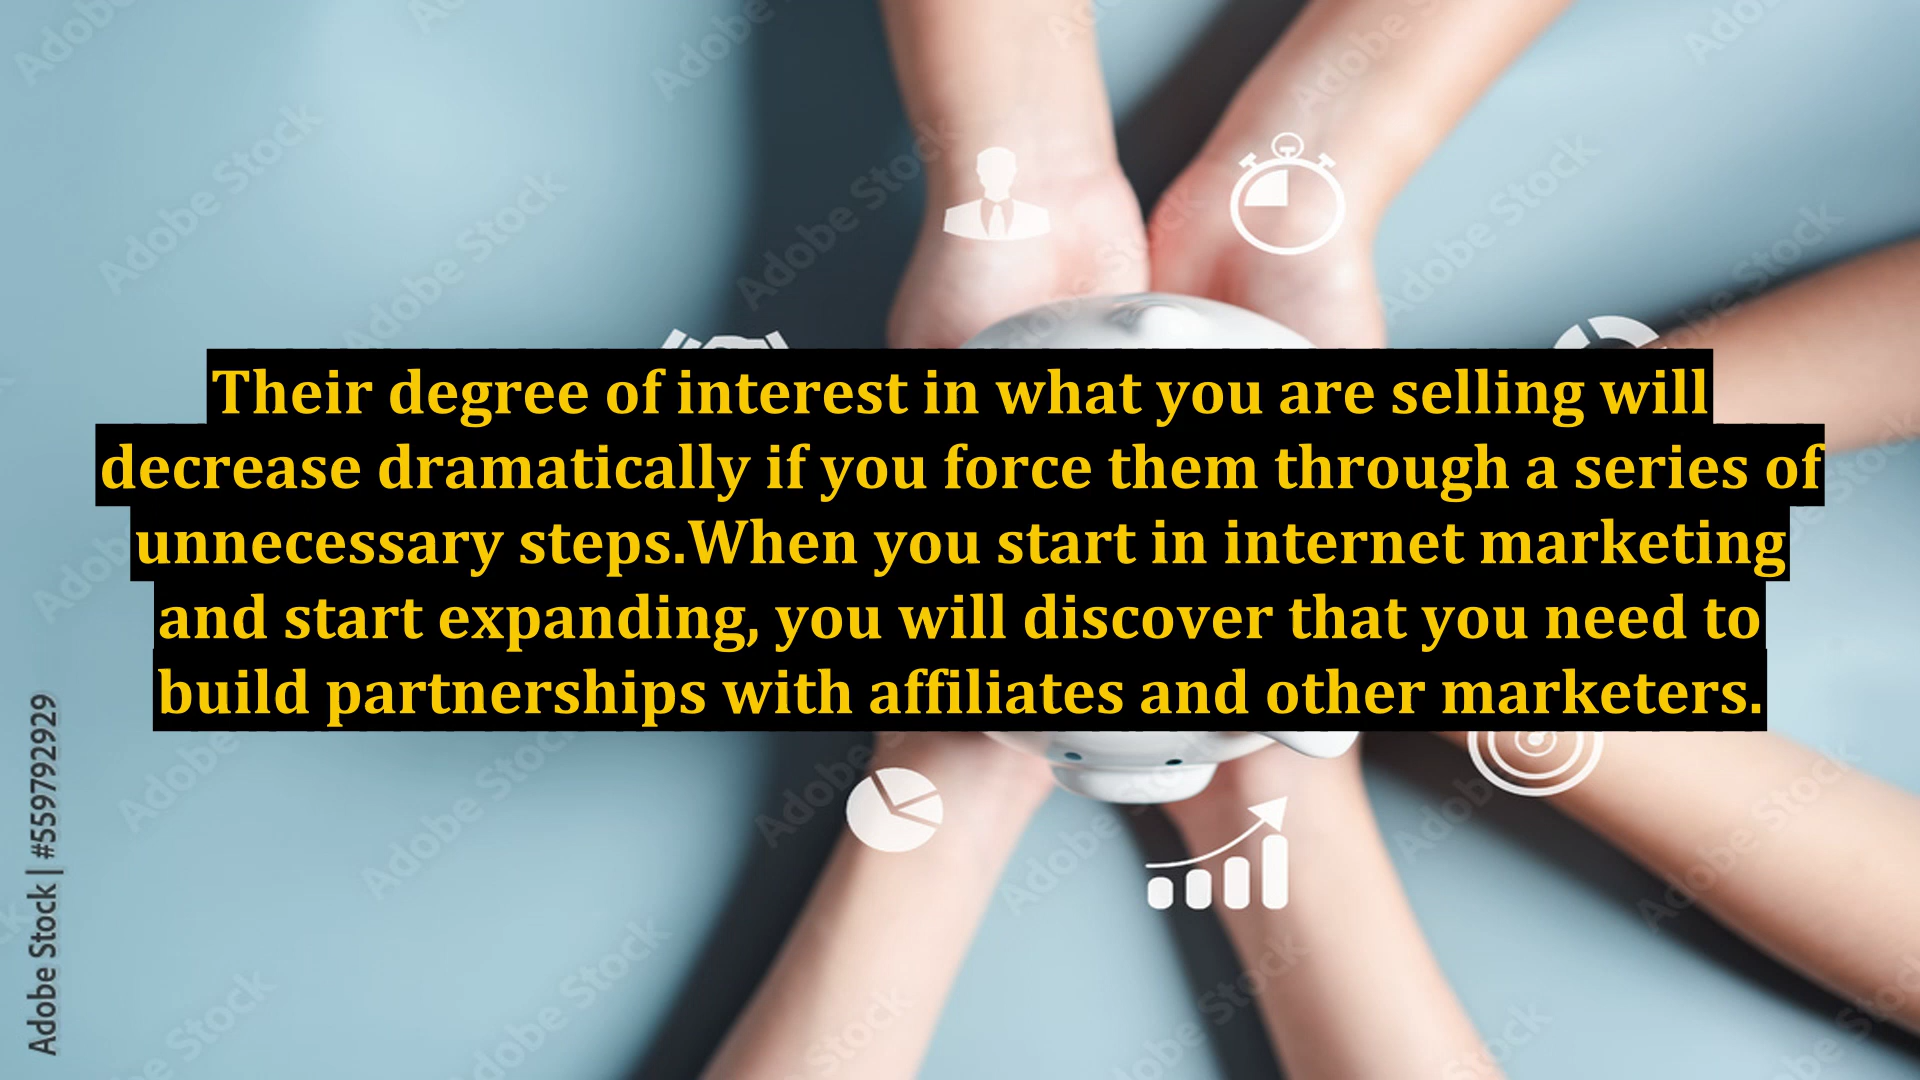 Their degree of interest in what you are selling will
decrease dramatically if you force them through a series of
unnecessary steps.When you start in internet marketing
and start expanding, you will discover that you need to
build partnerships with affiliates and other marketers.
Adobe Stock | #559792929
Adobe Stock